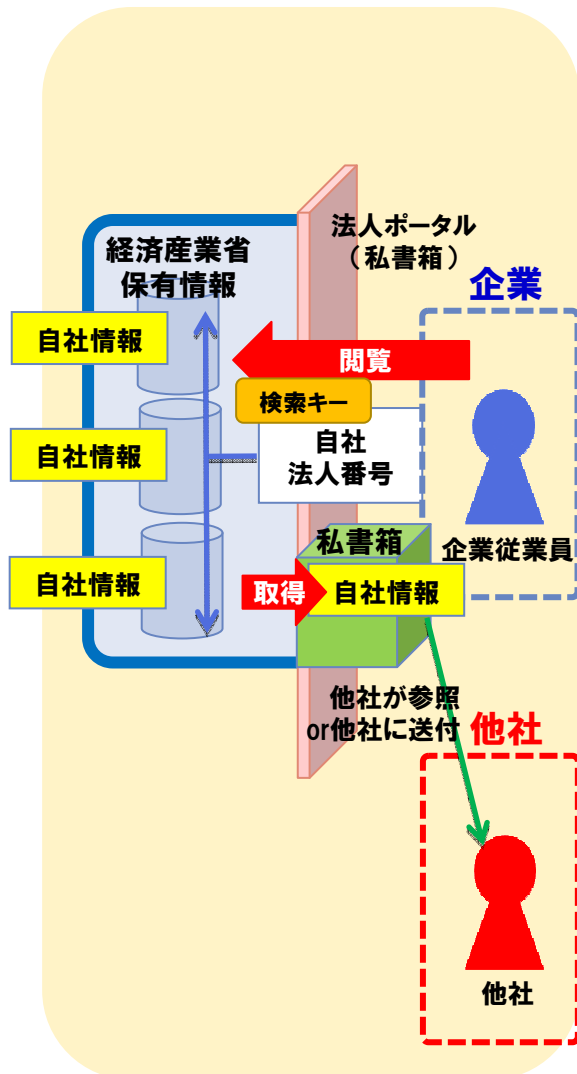 法人ポータル
（私書箱）
経済産業省
保有情報
企業
自社情報
閲覧
検索キー
自社
法人番号
自社情報
企業従業員
私書箱
自社情報
取得
自社情報
他社が参照
or他社に送付
他社
他社